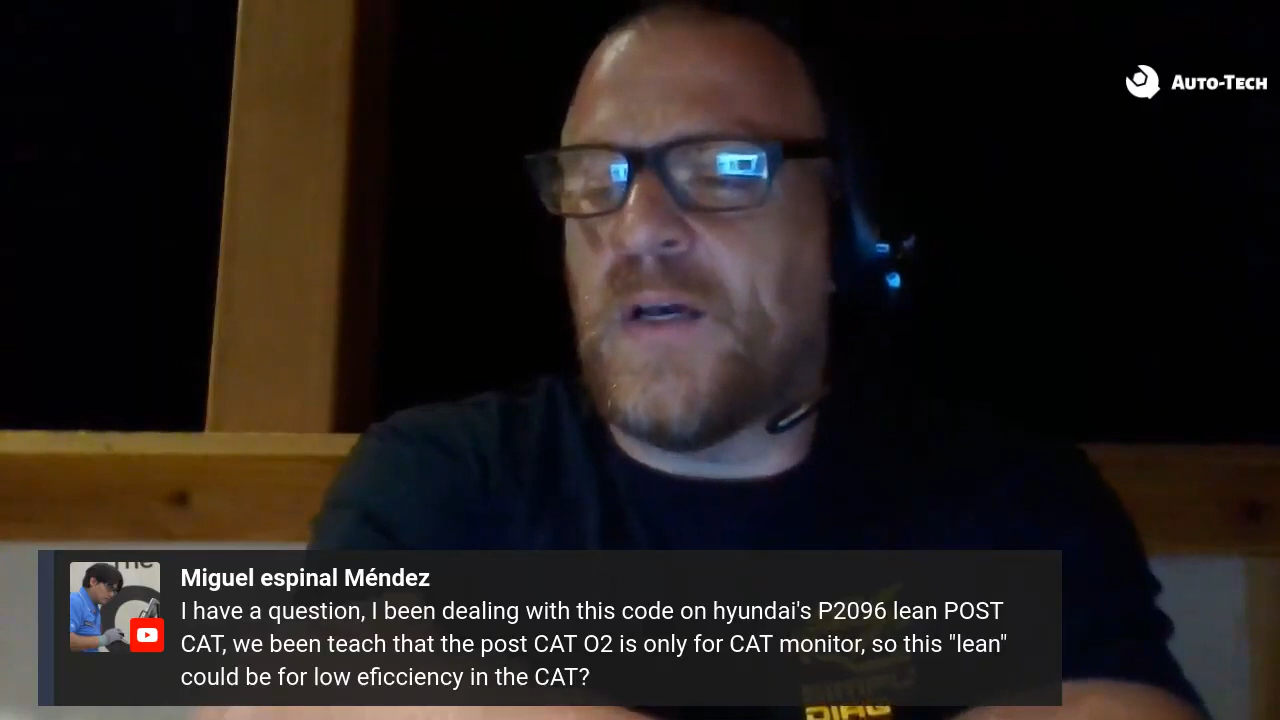 AUTO-TECH
me
Miguel espinal Méndez
I have a question, I been dealing with this code on hyundai's P2096 lean POST
CAT, we been teach that the post CAT O2 is only for CAT monitor, so this "lean"
could be for low eficciency in the CAT?
DIAG